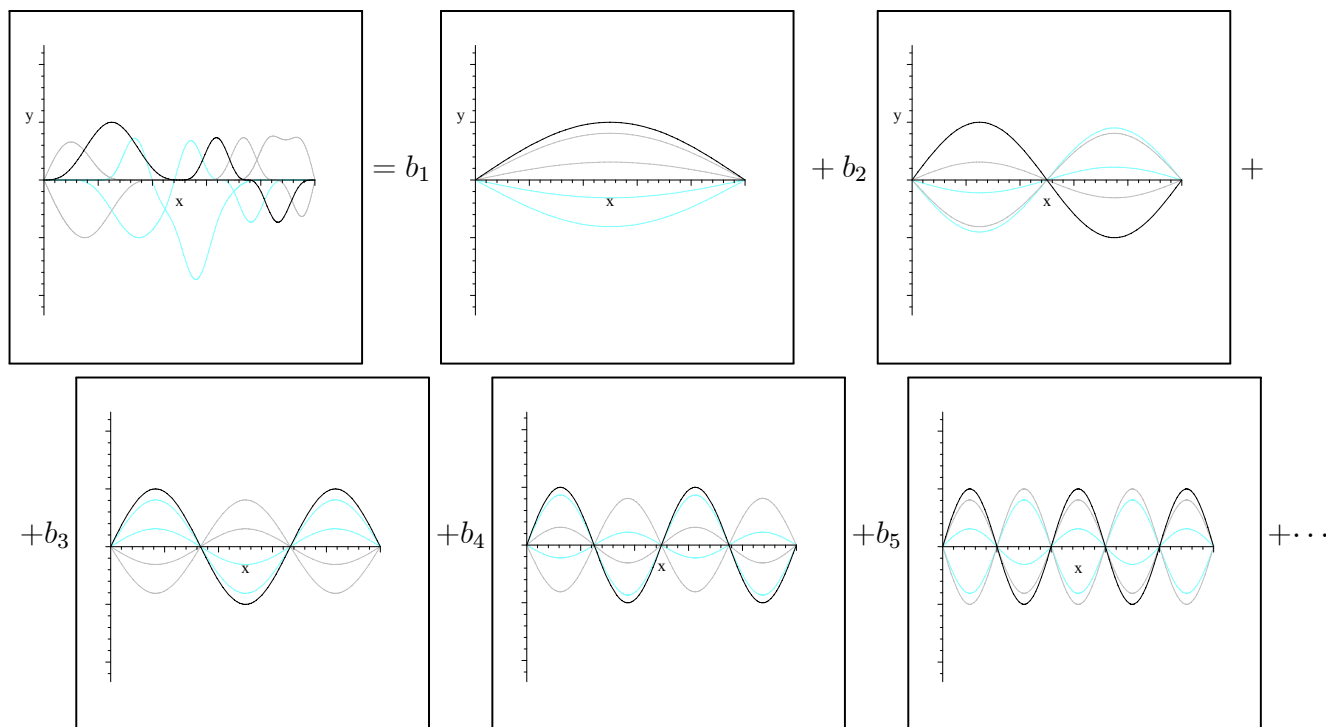 y
x
= b₁
y
x
+ b₂
y
x
+
+b₃
x
+b₄
x
+b₅
x
+···